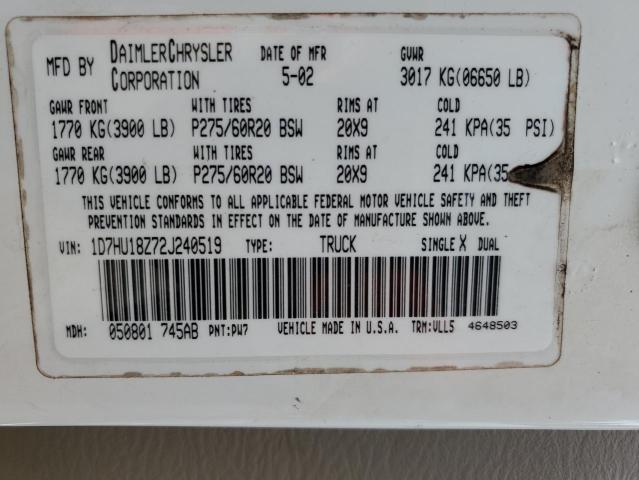 MFD BY DAIMLERCHRYSLER CORPORATION DATE OF MFR 5-02 GVWR 3017 KG(06650 LB)
GAWR FRONT WITH TIRES RIMS AT COLD
1770 KG(3900 LB) P275/60R20 BSW 20X9 241 KPA(35 PSI)
GAWR REAR WITH TIRES RIMS AT COLD
1770 KG(3900 LB) P275/60R20 BSW 20X9 241 KPA(35
THIS VEHICLE CONFORMS TO ALL APPLICABLE FEDERAL MOTOR VEHICLE SAFETY AND THEFT
PREVENTION STANDARDS IN EFFECT ON THE DATE OF MANUFACTURE SHOWN ABOVE.
VIN: 1D7HU18Z72J240519 TYPE: TRUCK SINGLE X DUAL
MDH: 050801 745AB PNT:PW7 VEHICLE MADE IN U.S.A. TRM:VLL5 4648503